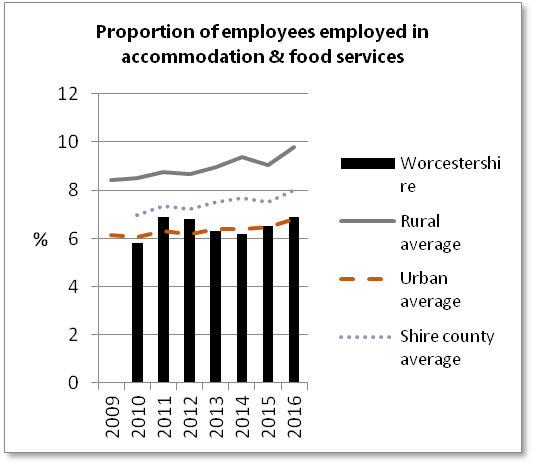 Proportion of employees employed in
accommodation & food services
12
10
8
6
4
2
0
%
2009
2010
2011
2012
2013
2014
2015
2016
Worcestershi
re
Rural
average
Urban
average
Shire county
average